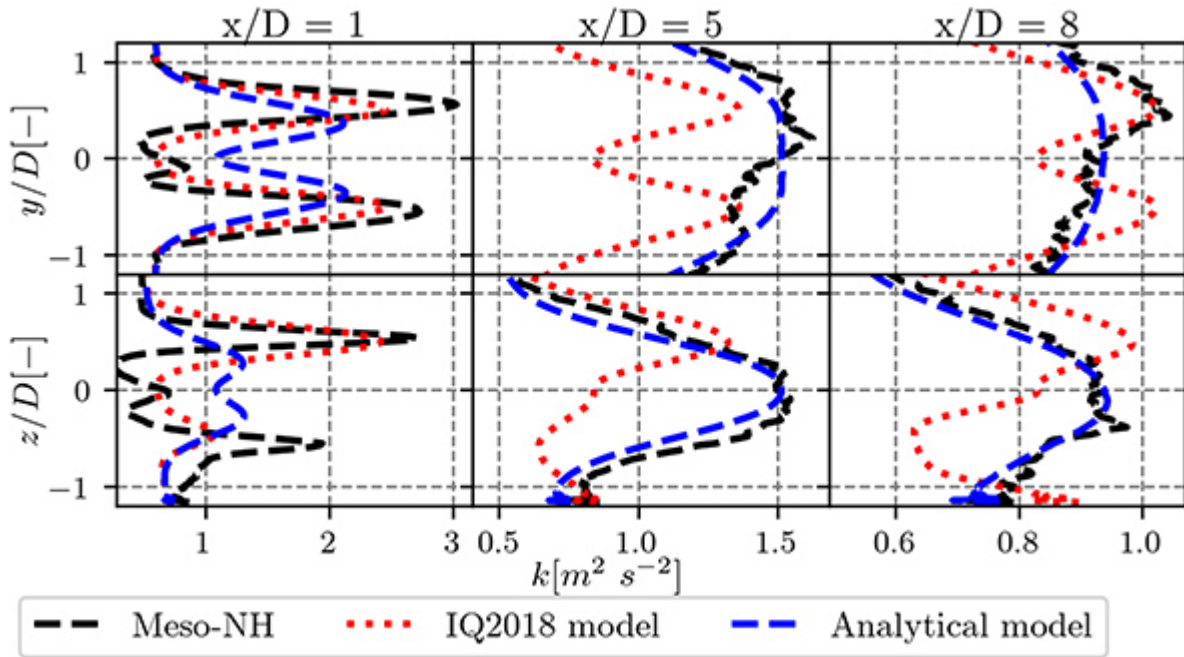 x/D = 1 x/D = 5 x/D = 8
y/D[−]
1
0
−1
z/D[−]
1
0
−1
1 2 3 0.5 1.0 1.5 0.6 0.8 1.0
k[m² s⁻²]
Meso-NH IQ2018 model Analytical model